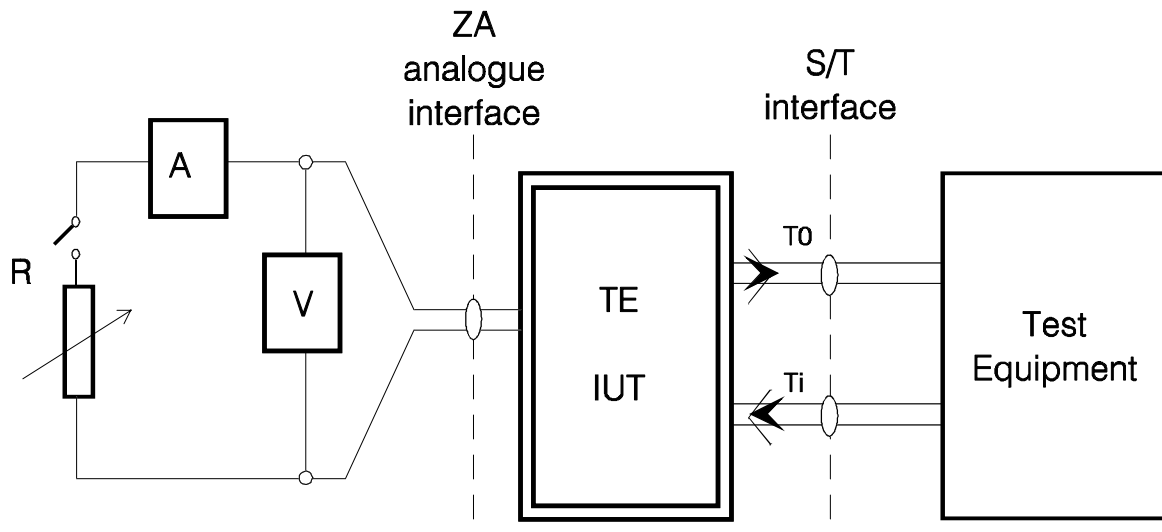 ZA
analogue
interface
S/T
interface
A
R
V
TE
IUT
T0
Ti
Test
Equipment